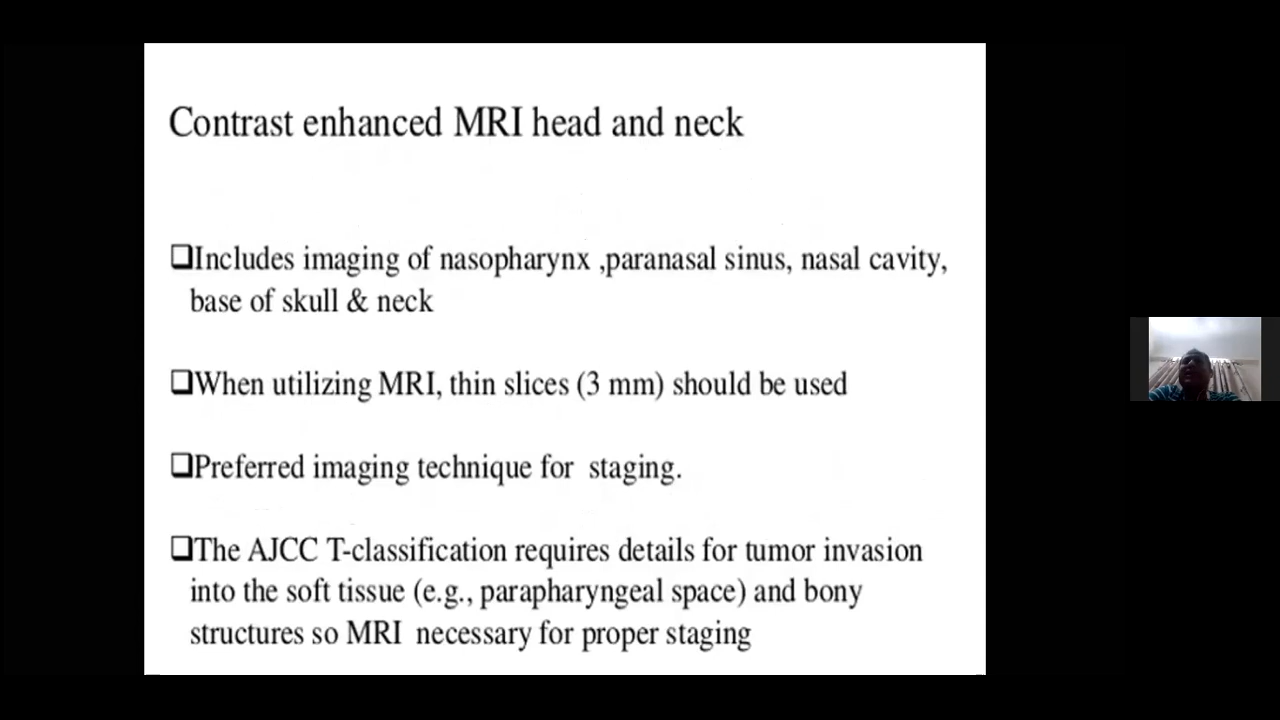 Contrast enhanced MRI head and neck
❑Includes imaging of nasopharynx ,paranasal sinus, nasal cavity,
base of skull & neck
❑When utilizing MRI, thin slices (3 mm) should be used
❑Preferred imaging technique for  staging.
❑The AJCC T-classification requires details for tumor invasion
into the soft tissue (e.g., parapharyngeal space) and bony
structures so MRI  necessary for proper staging